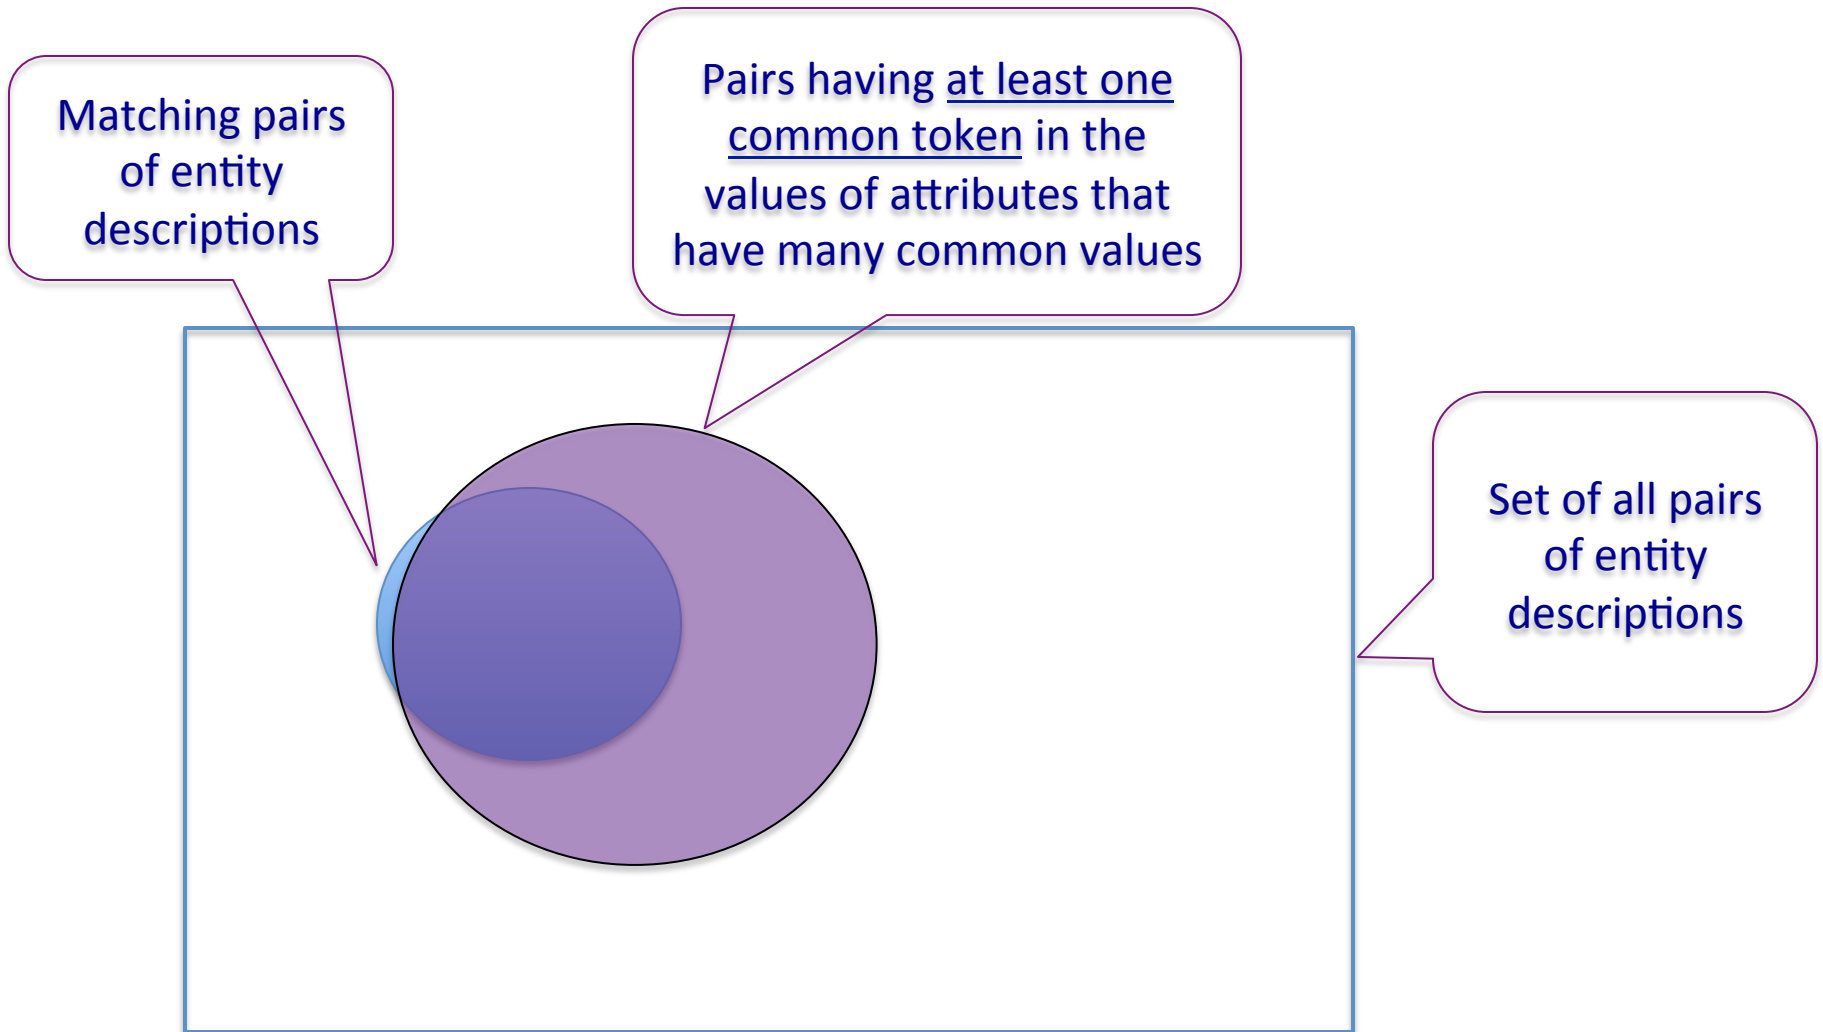 Matching pairs
of entity
descriptions
Pairs having at least one
common token in the
values of attributes that
have many common values
Set of all pairs
of entity
descriptions